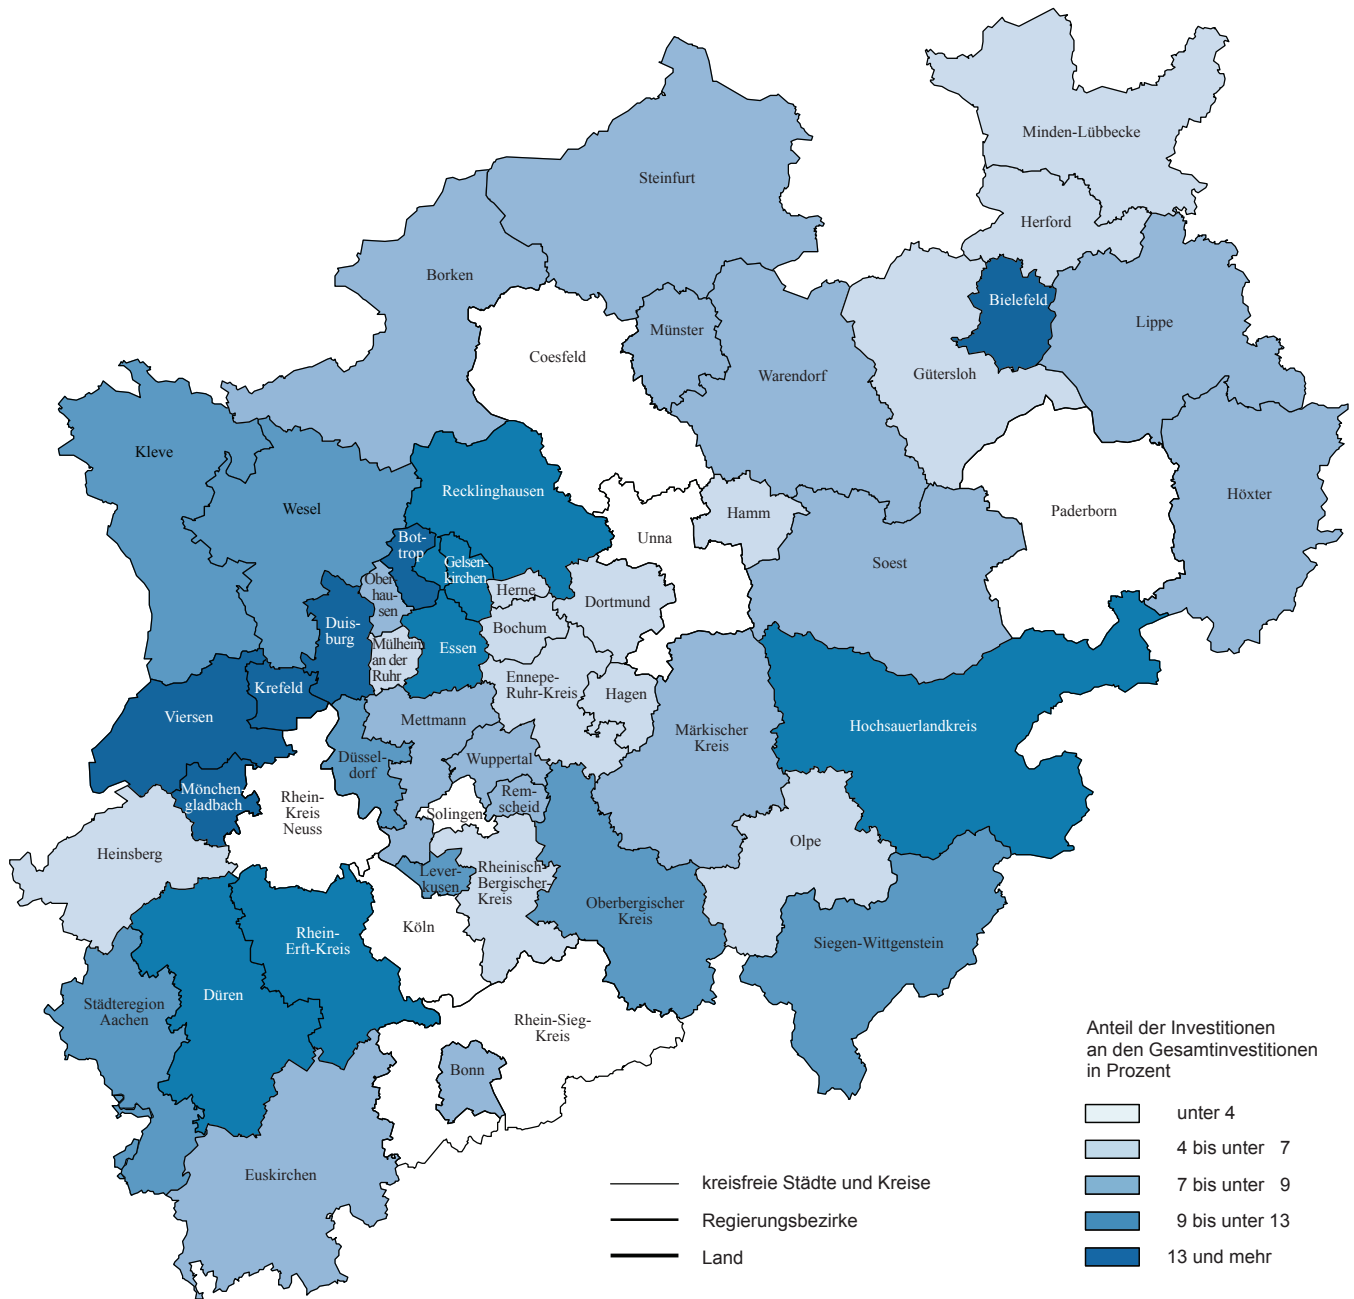 Minden-Lübbecke
Steinfurt
Herford
Borken
Bielefeld
Lippe
Münster
Coesfeld
Warendorf
Gütersloh
Kleve
Recklinghausen
Höxter
Wesel
Paderborn
Hamm
Unna
Bot-
trop
Gelsen-
kirchen
Soest
Ober-
hau-
sen
Herne
Dortmund
Duis-
burg
Bochum
Mülheim
an der
Ruhr
Essen
Ennepe-
Ruhr-Kreis
Hagen
Krefeld
Viersen
Mettmann
Märkischer
Kreis
Hochsauerlandkreis
Düssel-
dorf
Wuppertal
Mönchen-
gladbach
Rhein-
Kreis
Neuss
Rem-
scheid
Solingen
Olpe
Heinsberg
Lever-
kusen
Rheinisch-
Bergischer-
Kreis
Oberbergischer
Kreis
Köln
Rhein-
Erft-Kreis
Siegen-Wittgenstein
Düren
Städteregion
Aachen
Rhein-Sieg-
Kreis
Bonn
Euskirchen
Anteil der Investitionen
an den Gesamtinvestitionen
in Prozent
unter 4
4 bis unter 7
7 bis unter 9
9 bis unter 13
13 und mehr
kreisfreie Städte und Kreise
Regierungsbezirke
Land